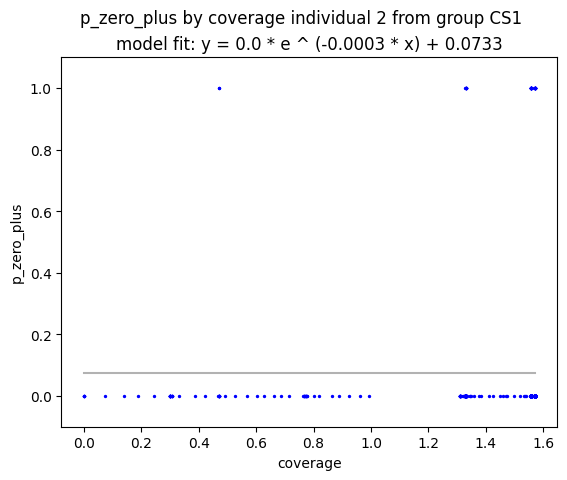 p_zero_plus by coverage individual 2 from group CS1
model fit: y = 0.0 * e ^ (-0.0003 * x) + 0.0733
1.0
0.8
0.6
0.4
0.2
0.0
p_zero_plus
0.0 0.2 0.4 0.6 0.8 1.0 1.2 1.4 1.6
coverage